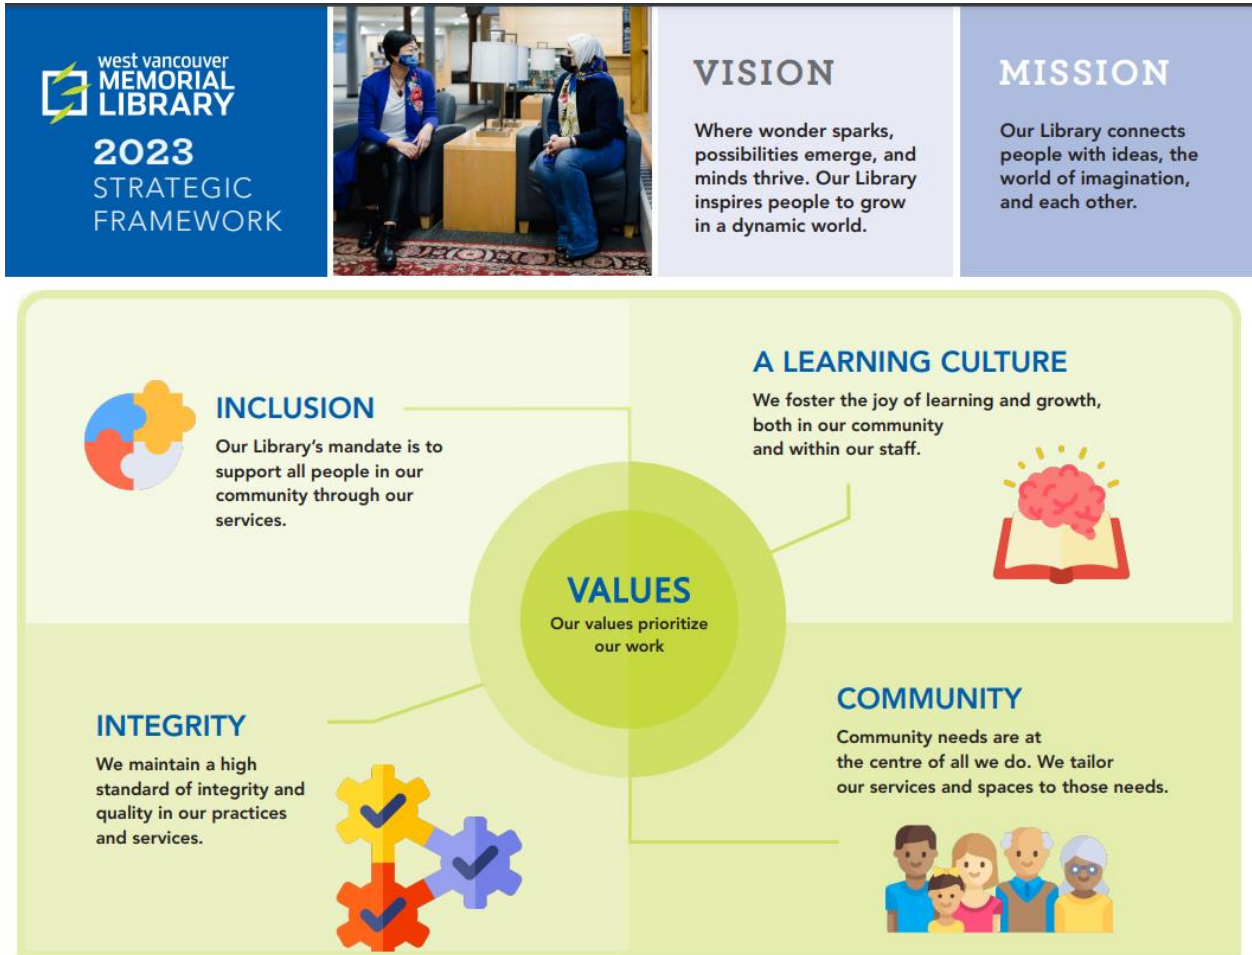 west vancouver
MEMORIAL
LIBRARY
2023
STRATEGIC
FRAMEWORK
VISION
Where wonder sparks,
possibilities emerge, and
minds thrive. Our Library
inspires people to grow
in a dynamic world.
MISSION
Our Library connects
people with ideas, the
world of imagination,
and each other.
INCLUSION
Our Library’s mandate is to
support all people in our
community through our
services.
A LEARNING CULTURE
We foster the joy of learning and growth,
both in our community
and within our staff.
VALUES
Our values prioritize
our work
INTEGRITY
We maintain a high
standard of integrity and
quality in our practices
and services.
COMMUNITY
Community needs are at
the centre of all we do. We tailor
our services and spaces to those needs.